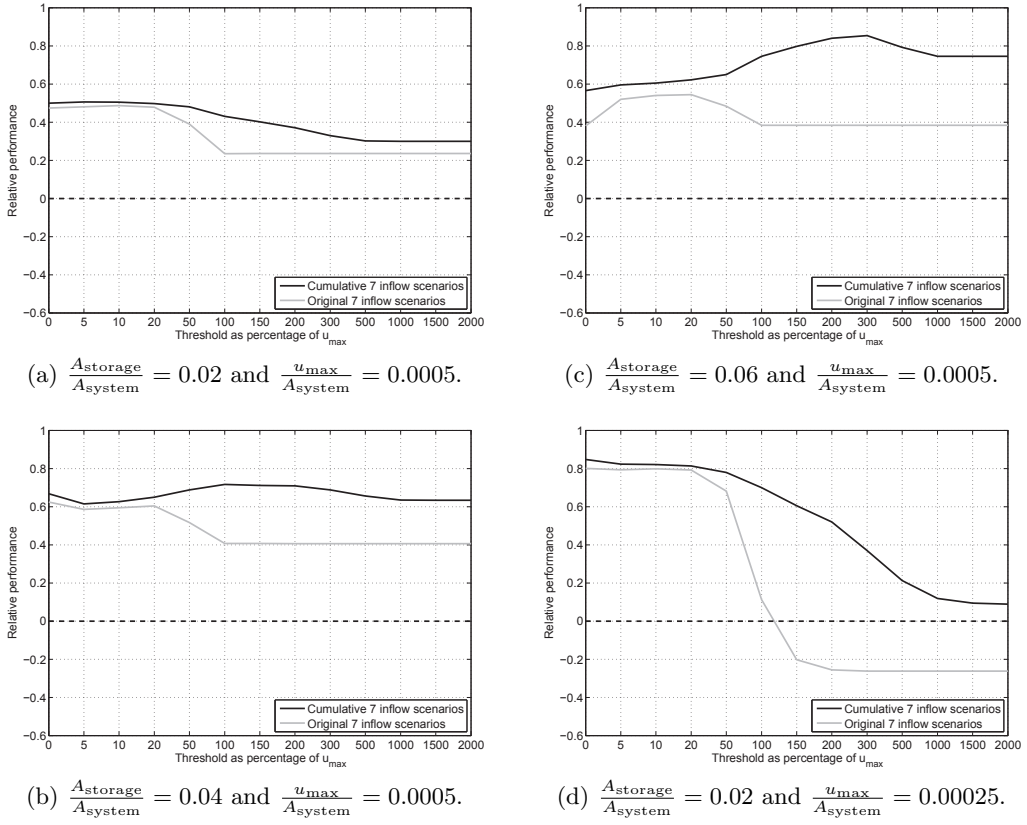 1
0.8
0.6
0.4
0.2
0
−0.2
−0.4
−0.6
Relative performance
Cumulative 7 inflow scenarios
Original 7 inflow scenarios
0 5 10 20 50 100 150 200 300 500 1000 1500 2000
Threshold as percentage of u_max
(a) A_storage/A_system = 0.02 and u_max/A_system = 0.0005.
1
0.8
0.6
0.4
0.2
0
−0.2
−0.4
−0.6
Relative performance
Cumulative 7 inflow scenarios
Original 7 inflow scenarios
0 5 10 20 50 100 150 200 300 500 1000 1500 2000
Threshold as percentage of u_max
(c) A_storage/A_system = 0.06 and u_max/A_system = 0.0005.
1
0.8
0.6
0.4
0.2
0
−0.2
−0.4
−0.6
Relative performance
Cumulative 7 inflow scenarios
Original 7 inflow scenarios
0 5 10 20 50 100 150 200 300 500 1000 1500 2000
Threshold as percentage of u_max
(b) A_storage/A_system = 0.04 and u_max/A_system = 0.0005.
1
0.8
0.6
0.4
0.2
0
−0.2
−0.4
−0.6
Relative performance
Cumulative 7 inflow scenarios
Original 7 inflow scenarios
0 5 10 20 50 100 150 200 300 500 1000 1500 2000
Threshold as percentage of u_max
(d) A_storage/A_system = 0.02 and u_max/A_system = 0.00025.